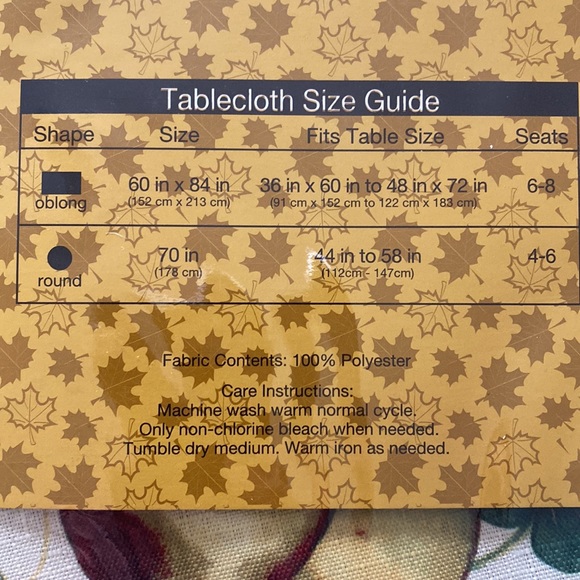 Tablecloth Size Guide
Shape Size Fits Table Size Seats
60 in x 84 in 36 in x 60 in to 48 in x 72 in 6-8
oblong (152 cm x 213 cm) (91 cm x 152 cm to 122 cm x 183 cm)
70 in 44 in to 58 in 4-6
(178 cm) (112cm - 147cm)
round
Fabric Contents: 100% Polyester
Care Instructions:
Machine wash warm normal cycle.
Only non-chlorine bleach when needed.
Tumble dry medium. Warm iron as needed.